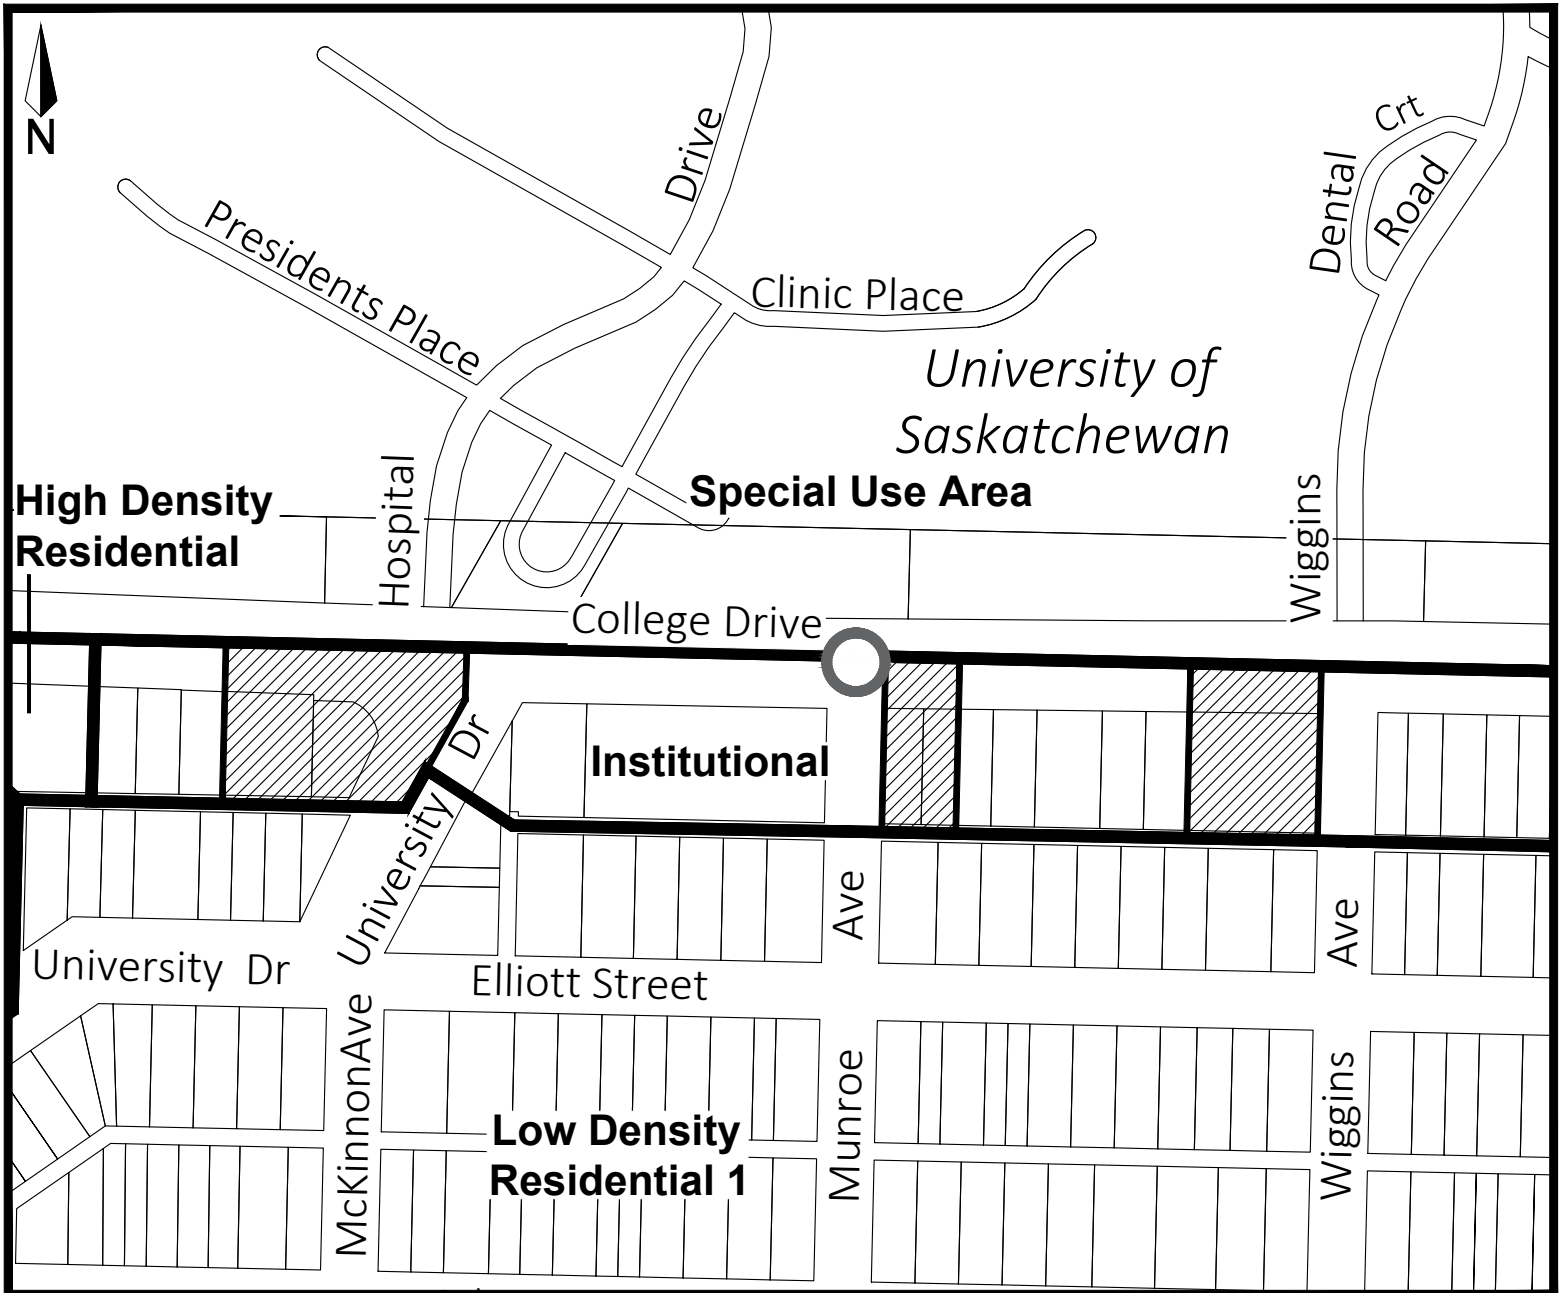 N
Drive
Crt
Dental
Road
Presidents Place
Clinic Place
University of
Saskatchewan
High Density
Residential
Hospital
Special Use Area
Wiggins
College Drive
Dr
Institutional
University
Ave
Ave
University Dr
Elliott Street
McKinnonAve
Munroe
Wiggins
Low Density
Residential 1